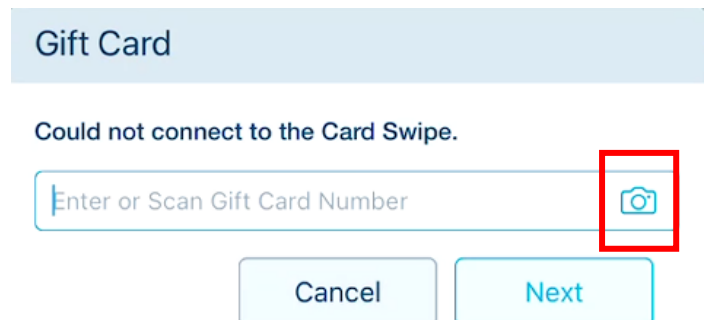 Gift Card
Could not connect to the Card Swipe.
Enter or Scan Gift Card Number
Cancel Next